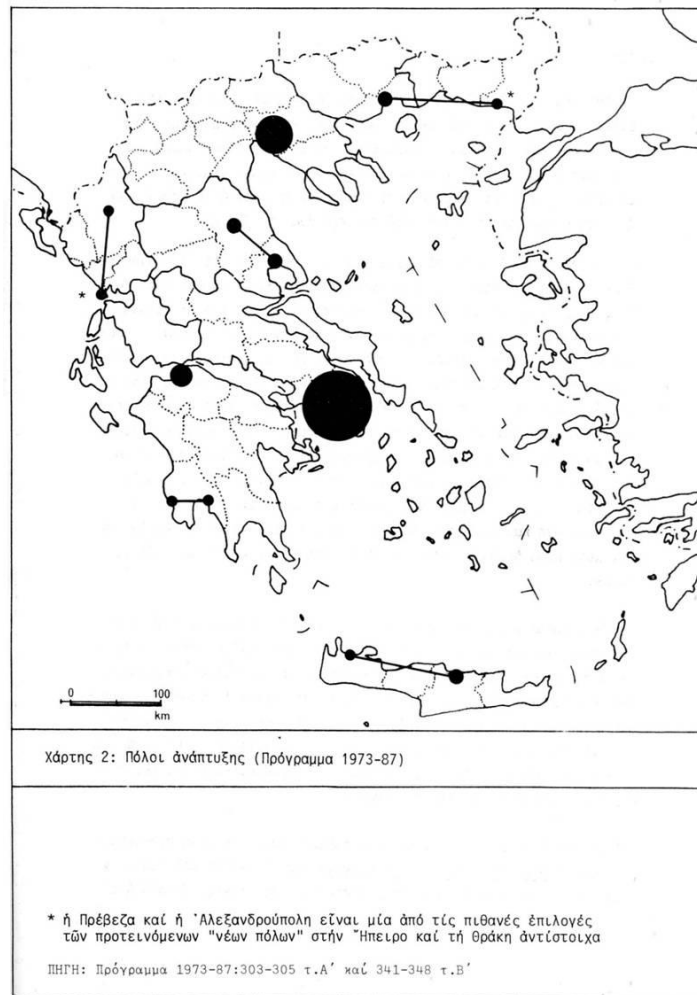 *
*
0 100
km
Χάρτης 2: Πόλοι ἀνάπτυξης (Πρόγραμμα 1973-87)
* ἡ Πρέβεζα καί ἡ Ἀλεξανδρούπολη εἶναι μία ἀπό τίς πιθανές ἐπιλογές
τῶν προτεινόμενων "νέων πόλων" στήν Ἤπειρο καί τή Θράκη ἀντίστοιχα
ΠΗΓΗ: Πρόγραμμα 1973-87:303-305 τ.Α′ καί 341-348 τ.Β′